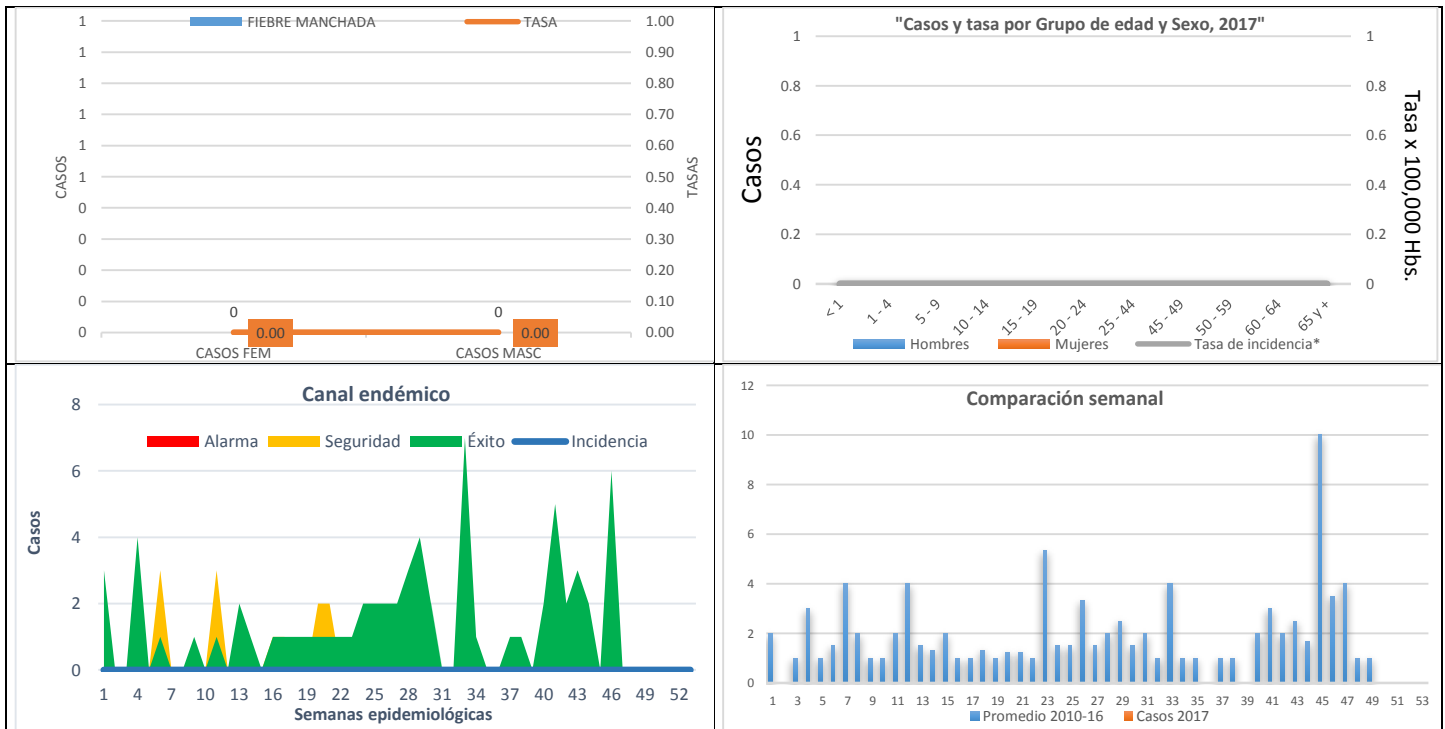 FIEBRE MANCHADA TASA
1 1.00
1 0.90
1 0.80
1 0.70
1 0.60
1 0.50
0 0.40
0 0.30
0 0.20
0 0.10
0 0.00
CASOS
TASAS
0 0
0.00 0.00
CASOS FEM CASOS MASC
"Casos y tasa por Grupo de edad y Sexo, 2017"
1 1
0.8 0.8
0.6 0.6
0.4 0.4
0.2 0.2
0 0
Casos
Tasa x 100,000 Hbs.
< 1 1 - 4 5 - 9 10 - 14 15 - 19 20 - 24 25 - 44 45 - 49 50 - 59 60 - 64 65 y +
Hombres Mujeres Tasa de incidencia*
Canal endémico
Alarma Seguridad Éxito Incidencia
8
6
4
2
0
Casos
1 4 7 10 13 16 19 22 25 28 31 34 37 40 43 46 49 52
Semanas epidemiológicas
Comparación semanal
12
10
8
6
4
2
0
1 3 5 7 9 11 13 15 17 19 21 23 25 27 29 31 33 35 37 39 41 43 45 47 49 51 53
Promedio 2010-16 Casos 2017